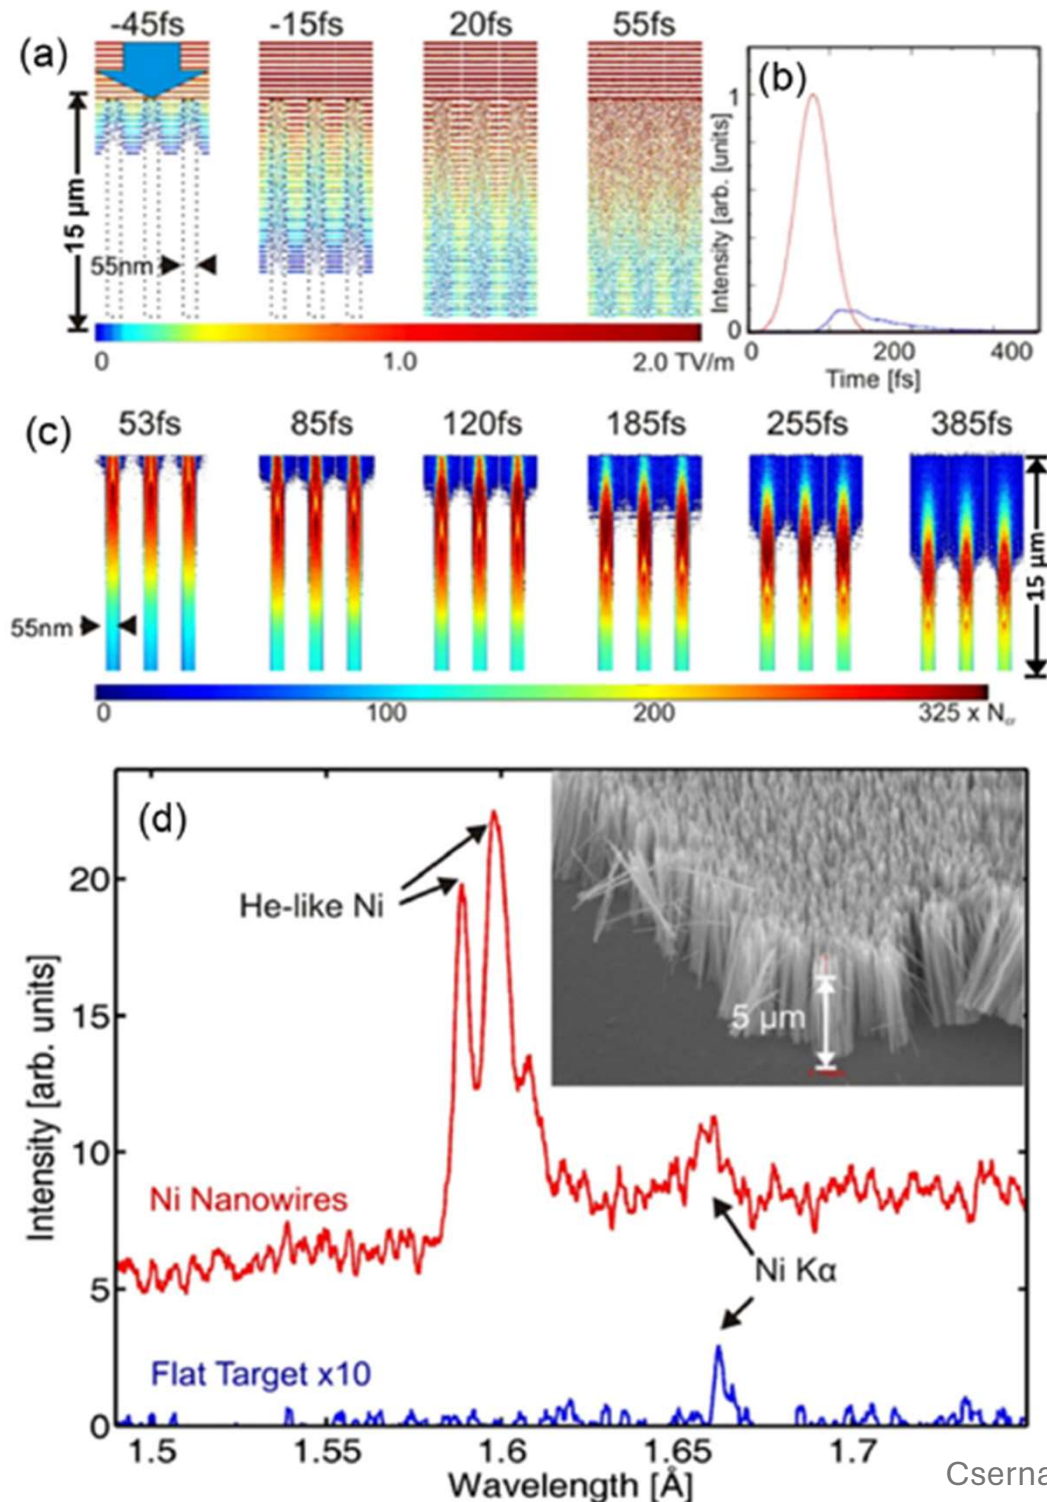 (a)
-45fs -15fs 20fs 55fs
15 µm
55nm
0 1.0 2.0 TV/m
(b)
Intensity [arb. units]
1
0
0 200 400
Time [fs]
(c)
53fs 85fs 120fs 185fs 255fs 385fs
55nm
15 µm
0 100 200 325 x Ncr
(d)
Intensity [arb. units]
20
15
10
5
0
He-like Ni
5 µm
Ni Nanowires
Ni Kα
Flat Target x10
1.5 1.55 1.6 1.65 1.7
Wavelength [Å]
Cserna